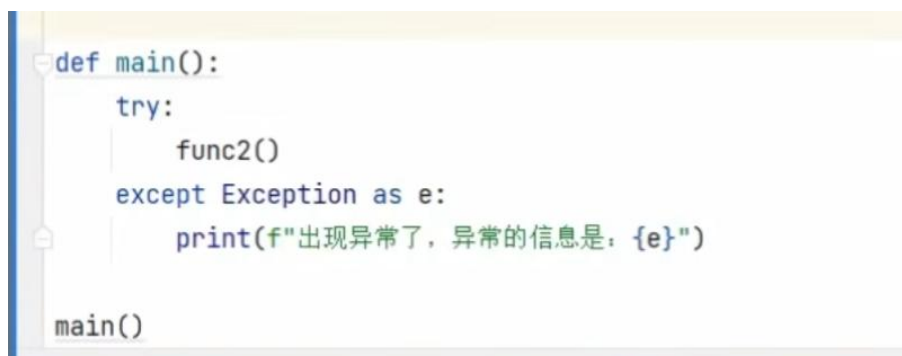 def main():
    try:
        func2()
    except Exception as e:
        print(f"出现异常了，异常的信息是：{e}")
main()